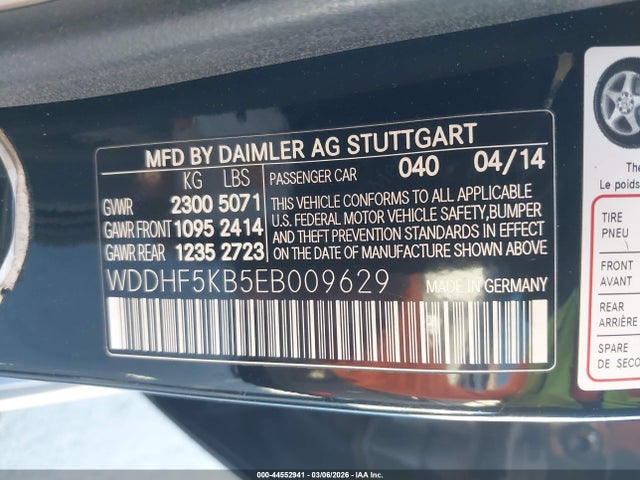 MFD BY DAIMLER AG STUTTGART
KG LBS
GVWR 2300 5071
GAWR FRONT 1095 2414
GAWR REAR 1235 2723
PASSENGER CAR 040 04/14
THIS VEHICLE CONFORMS TO ALL APPLICABLE
U.S. FEDERAL MOTOR VEHICLE SAFETY, BUMPER
AND THEFT PREVENTION STANDARDS IN EFFECT
ON THE DATE OF MANUFACTURE SHOWN ABOVE.
WDDHF5KB5EB009629 MADE IN GERMANY
The
Le poids
TIRE
PNEU
FRONT
AVANT
REAR
ARRIÈRE
SPARE
DE SECO
000-44552941 - 03/06/2026 - IAA Inc.